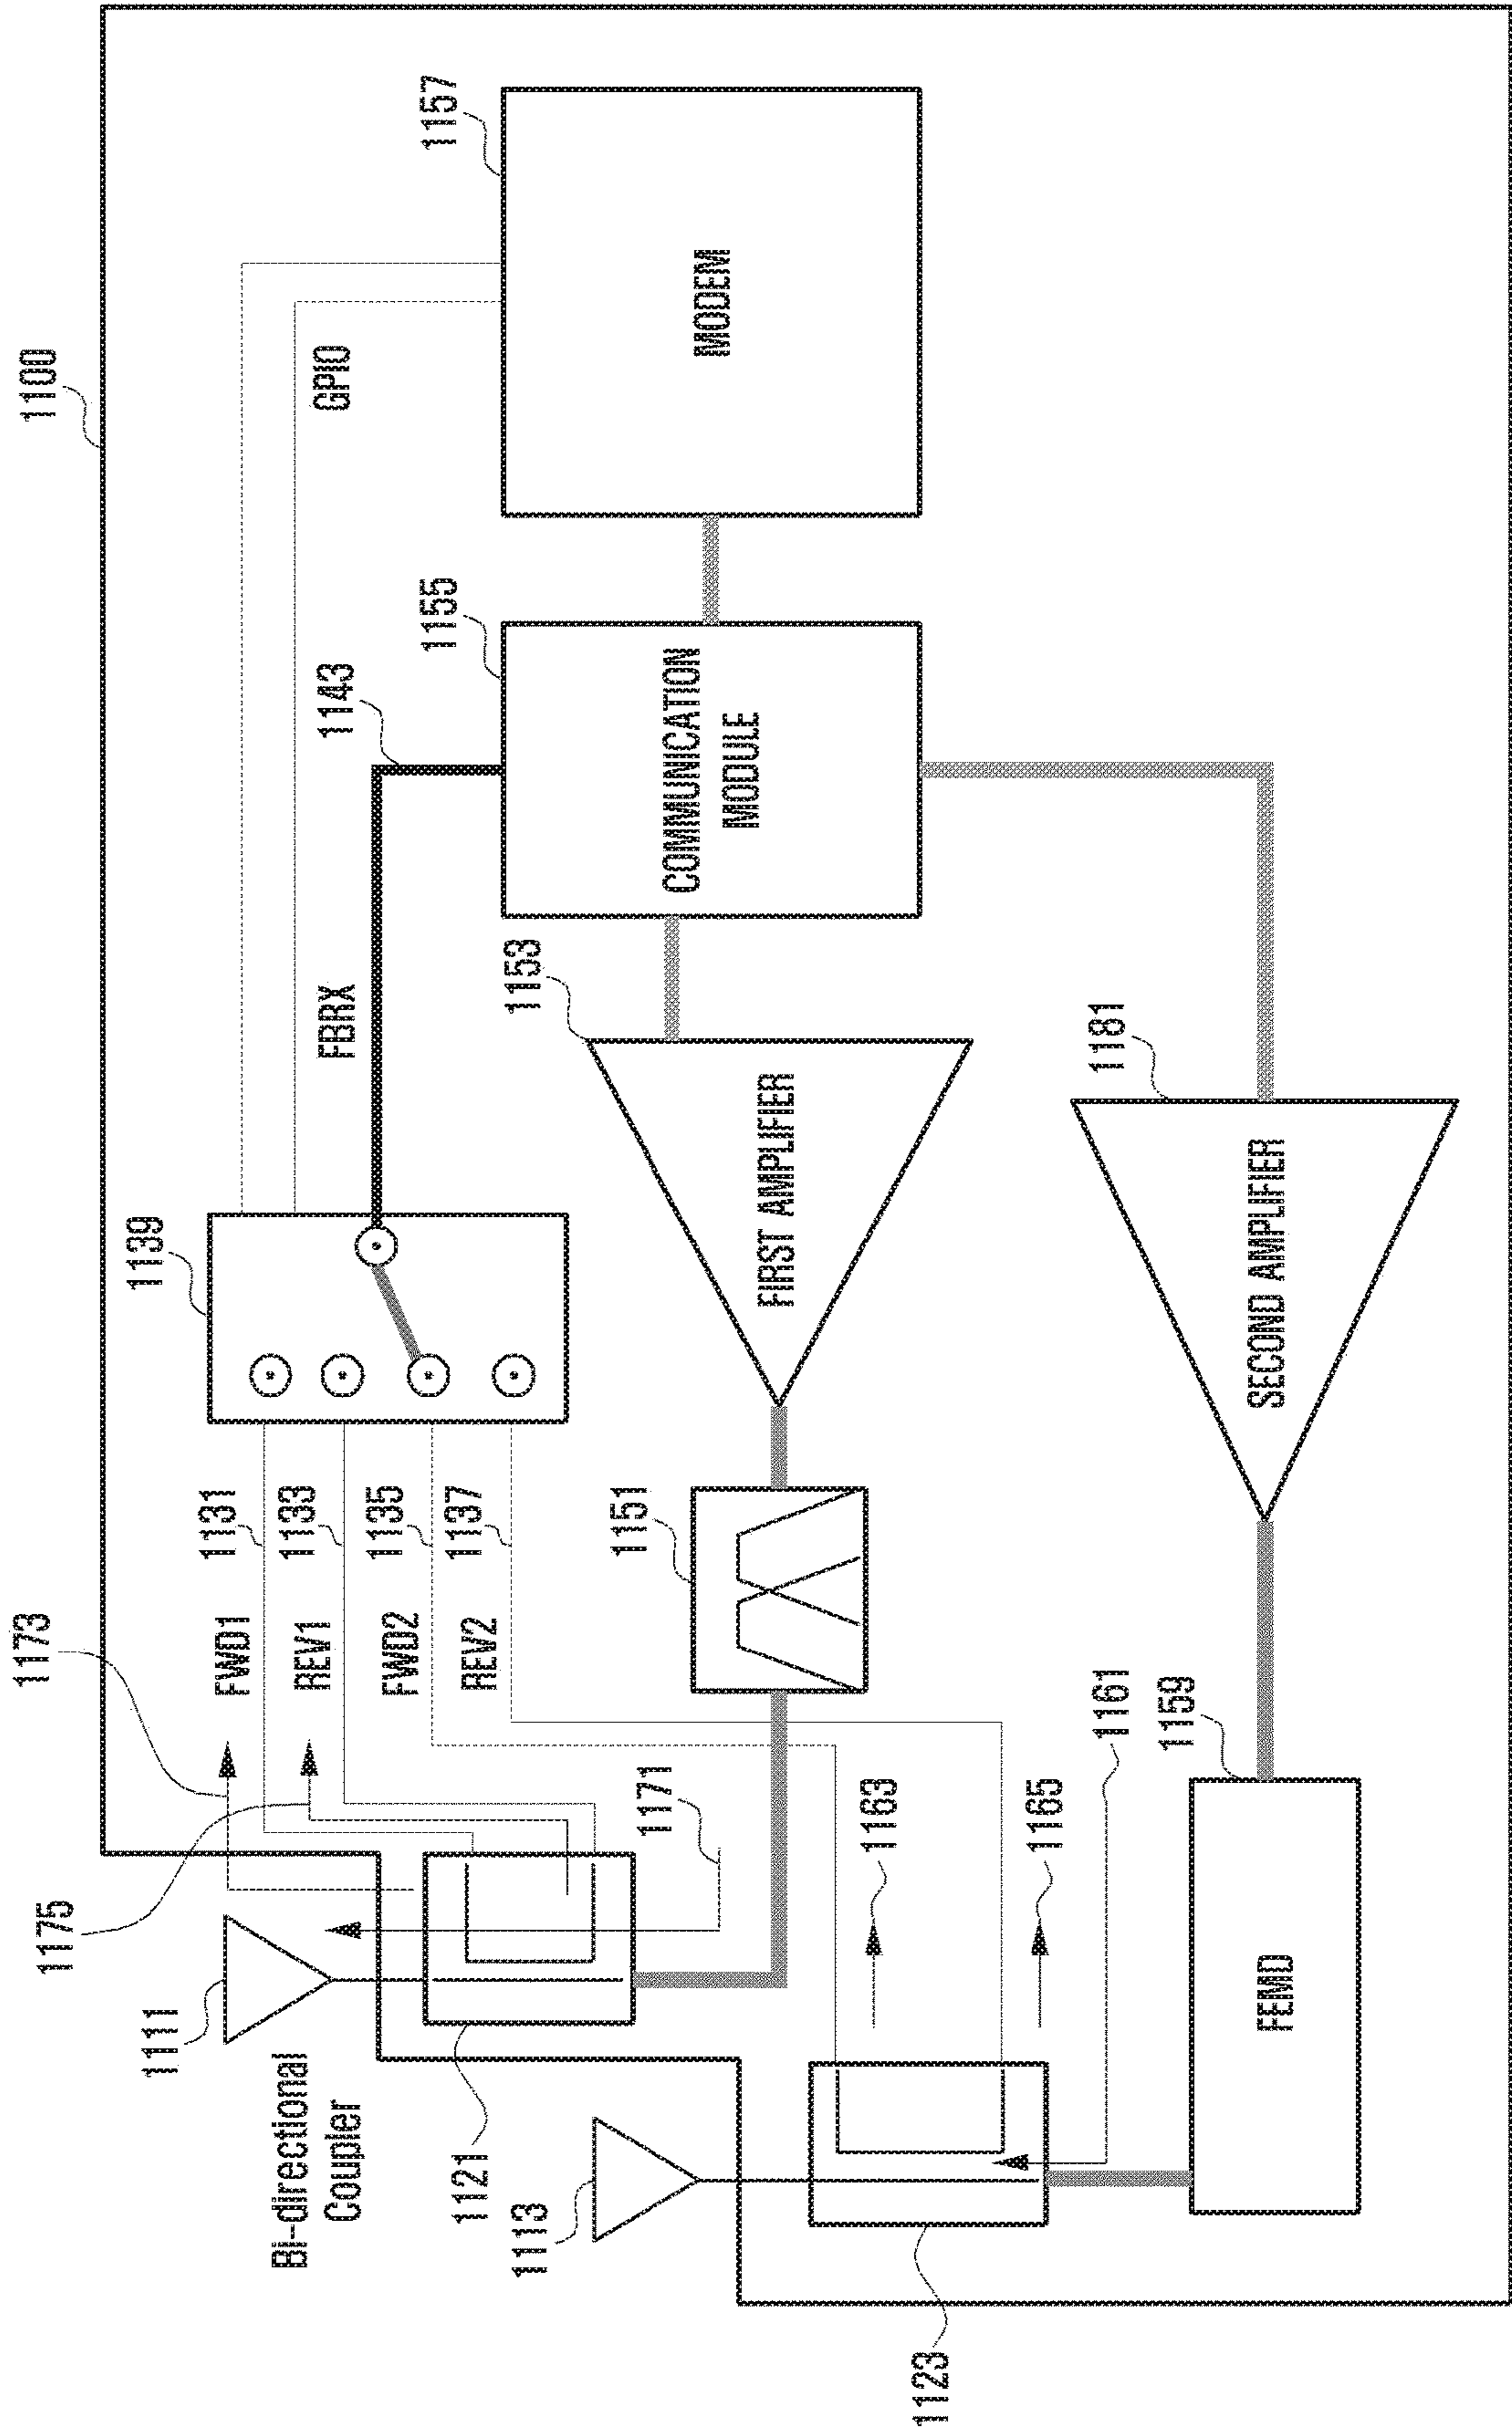 1100
1173
1175
1111
Bi-directional
Coupler
1121
1113
1123
FWD1
REV1
FWD2
REV2
1131
1133
1135
1137
1139
FBRX
1143
GPIO
1171
1163
1165
1161
1159
FEMD
1151
1153
FIRST AMPLIFIER
1181
SECOND AMPLIFIER
1155
COMMUNICATION
MODULE
1157
MODEM